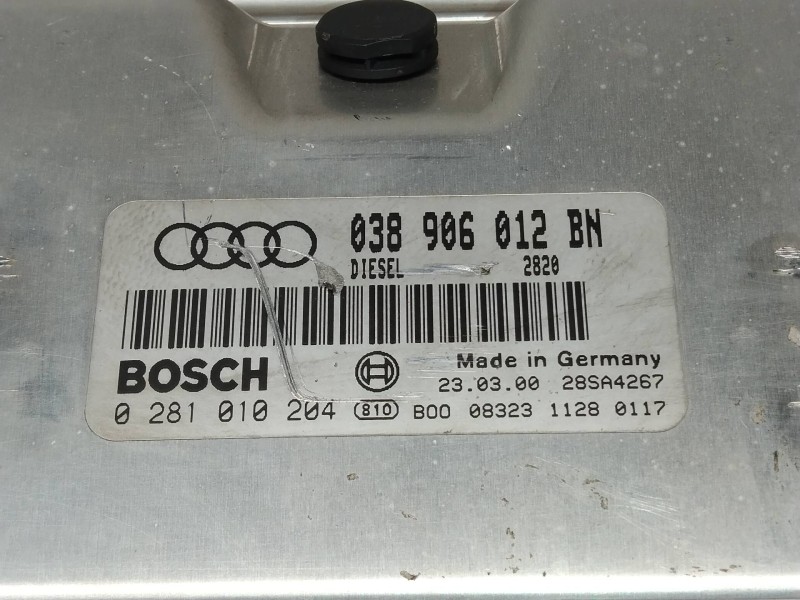 038 906 012 BN
DIESEL 2820
BOSCH
Made in Germany
23.03.00 28SA4267
0 281 010 204 810 B00 08323 1128 0117